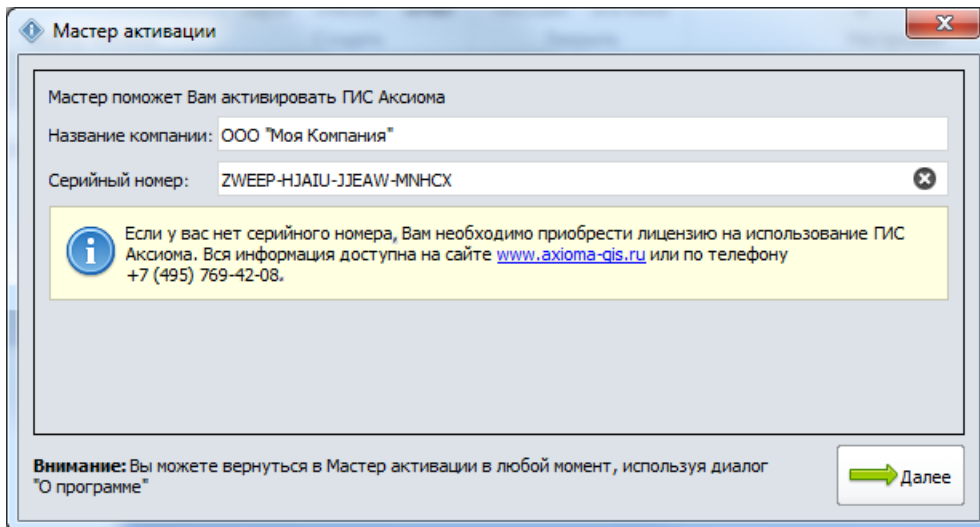 Мастер активации
Мастер поможет Вам активировать ГИС Аксиома
Название компании: ООО "Моя Компания"
Серийный номер: ZWEEP-HJAIU-JJEAW-MNHCX
Если у вас нет серийного номера, Вам необходимо приобрести лицензию на использование ГИС
Аксиома. Вся информация доступна на сайте www.axioma-gis.ru или по телефону
+7 (495) 769-42-08.
Внимание: Вы можете вернуться в Мастер активации в любой момент, используя диалог
"О программе"
Далее